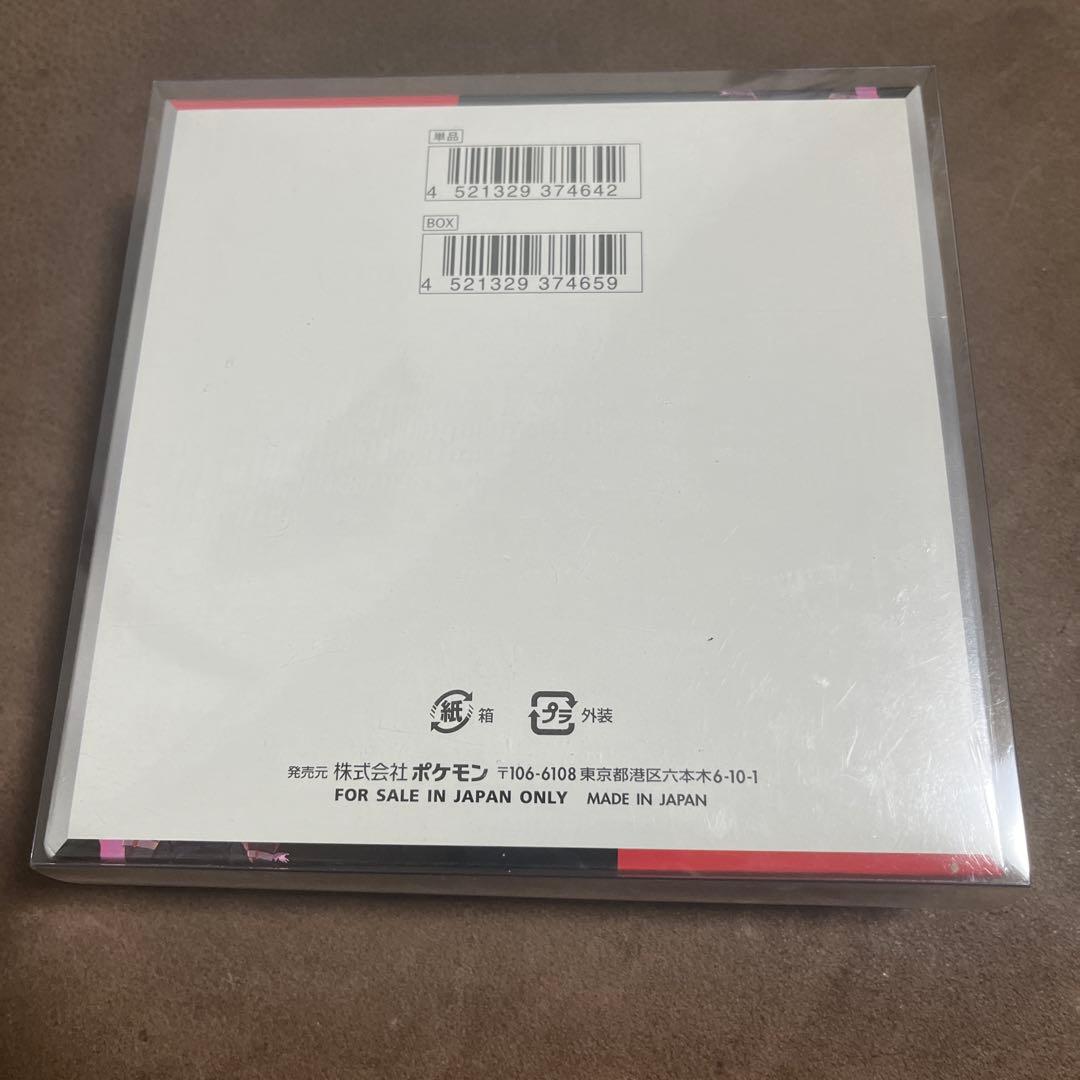 単品
4 521329 374642
BOX
4 521329 374659
紙 箱 プラ 外装
発売元 株式会社 ポケモン 〒106-6108 東京都港区六本木6-10-1
FOR SALE IN JAPAN ONLY MADE IN JAPAN